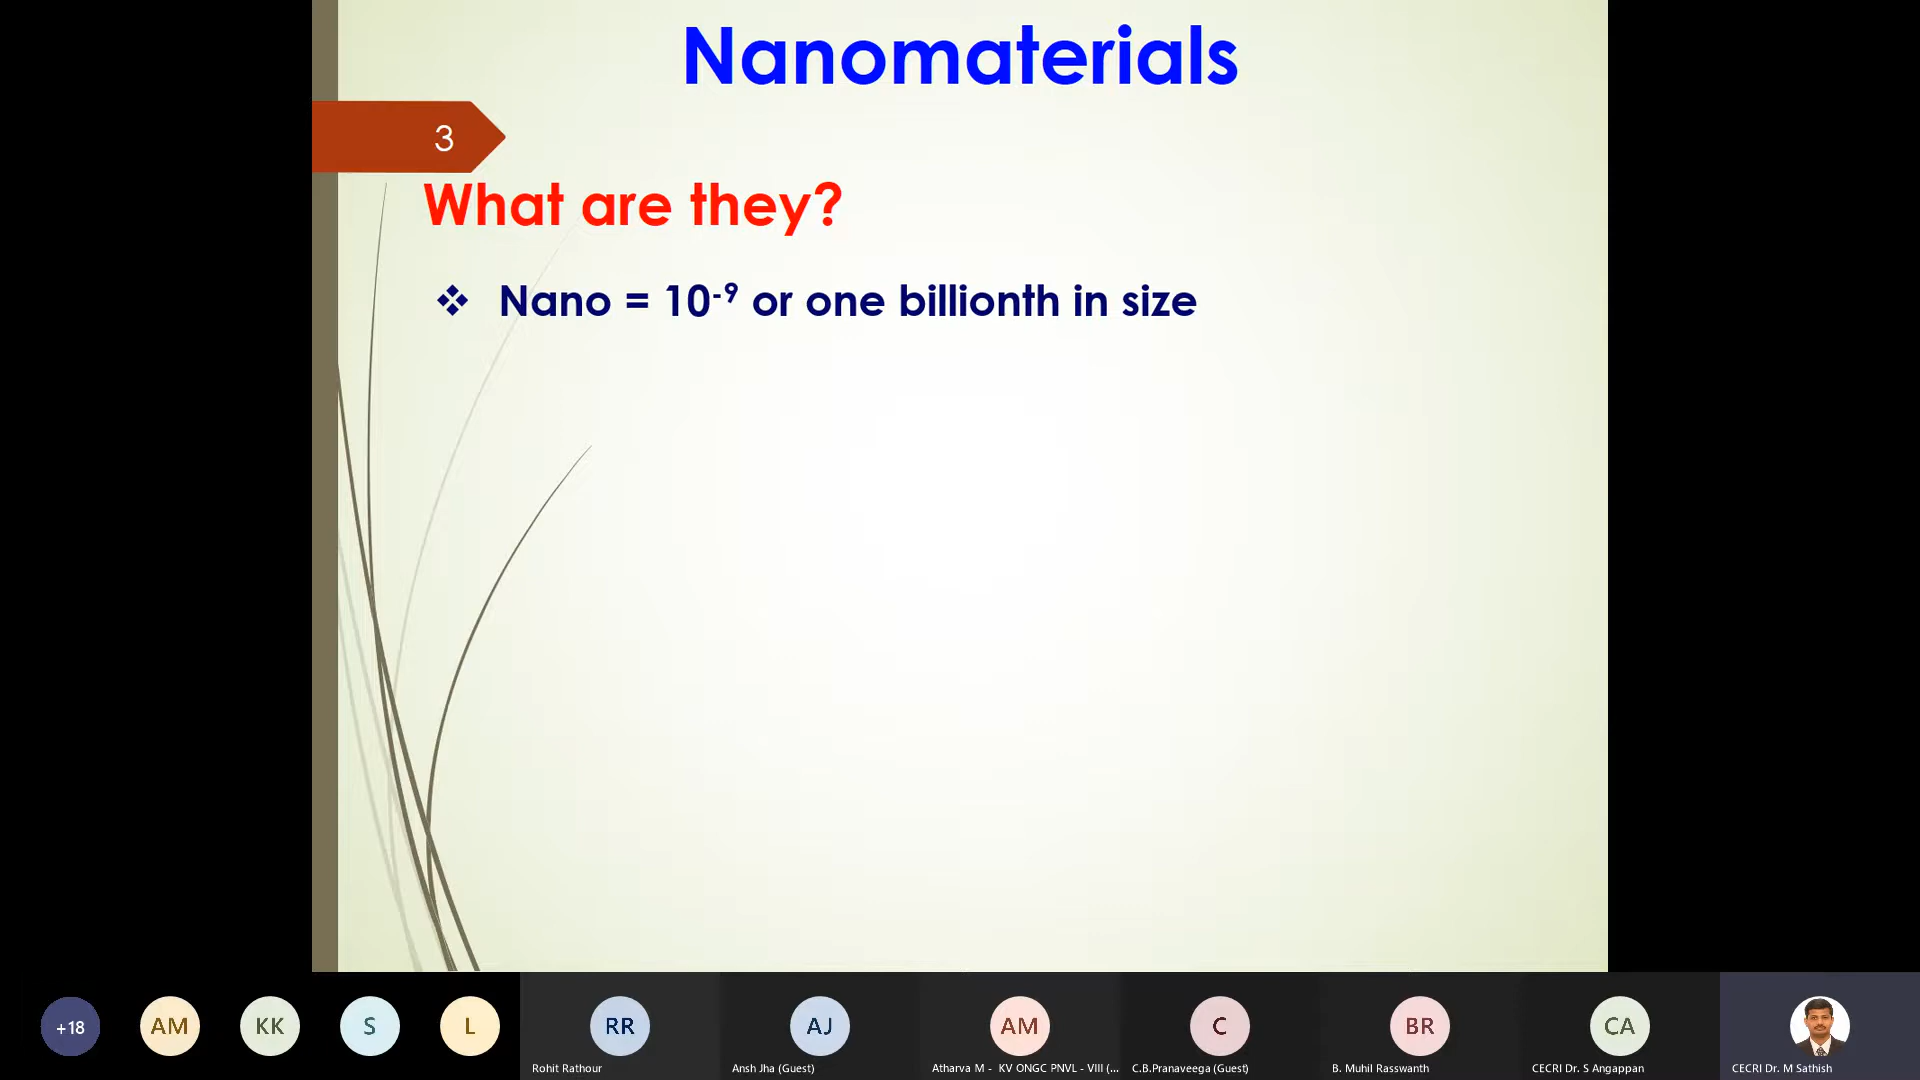 Nanomaterials
3
What are they?
❖ Nano = 10⁻⁹ or one billionth in size
+18
AM
KK
S
L
RR
AJ
AM
C
BR
CA
Rohit Rathour
Ansh Jha (Guest)
Atharva M - KV ONGC PNVL - VIII (...
C.B.Pranaveega (Guest)
B. Muhil Rasswanth
CECRI Dr. S Angappan
CECRI Dr. M Sathish